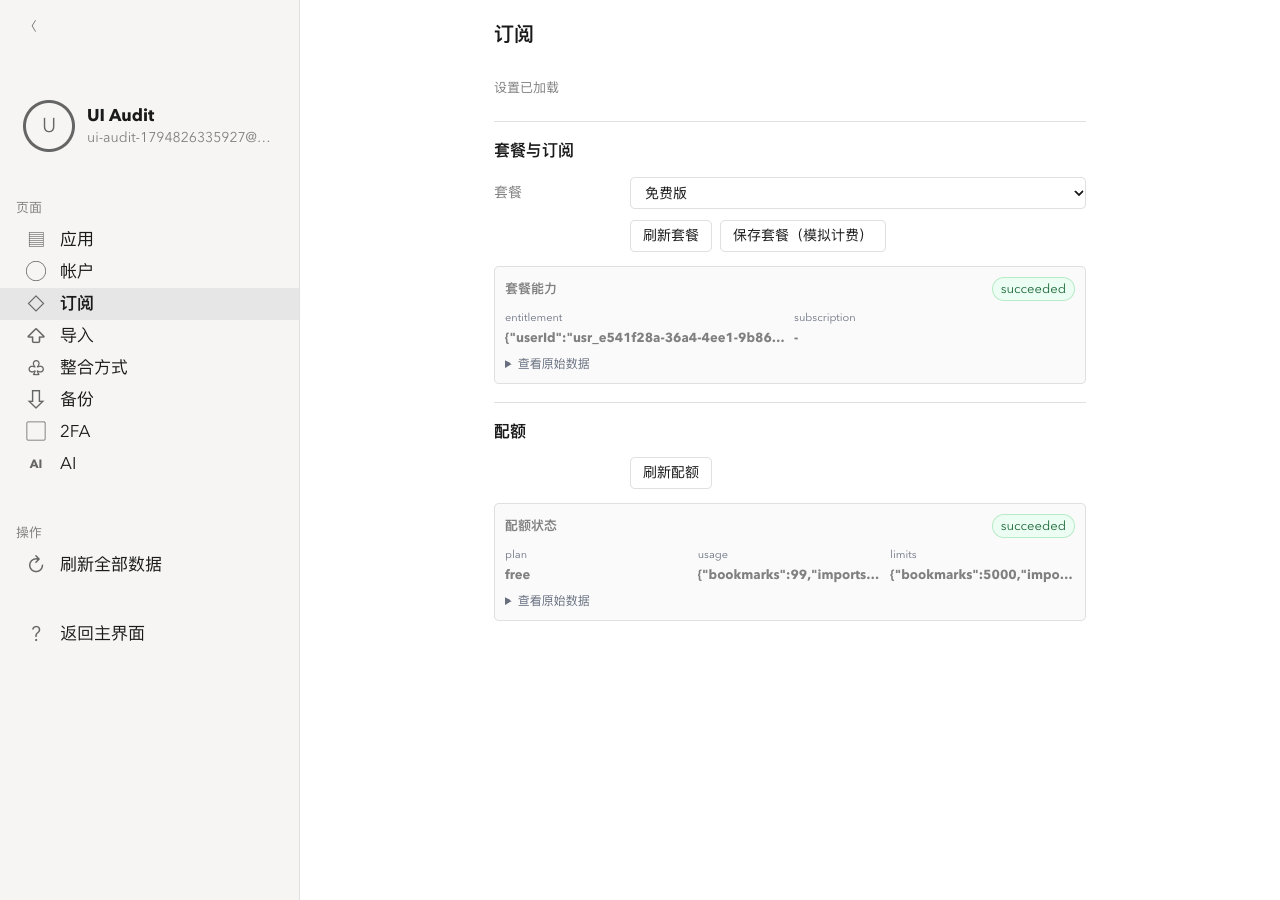 〈
U
UI Audit
ui-audit-1794826335927@...
页面
应用
帐户
订阅
导入
整合方式
备份
2FA
AI AI
操作
刷新全部数据
? 返回主界面
订阅
设置已加载
套餐与订阅
套餐 免费版
刷新套餐 保存套餐（模拟计费）
套餐能力 succeeded
entitlement subscription
{"userId":"usr_e541f28a-36a4-4ee1-9b86... -
查看原始数据
配额
刷新配额
配额状态 succeeded
plan usage limits
free {"bookmarks":99,"imports... {"bookmarks":5000,"impo...
查看原始数据